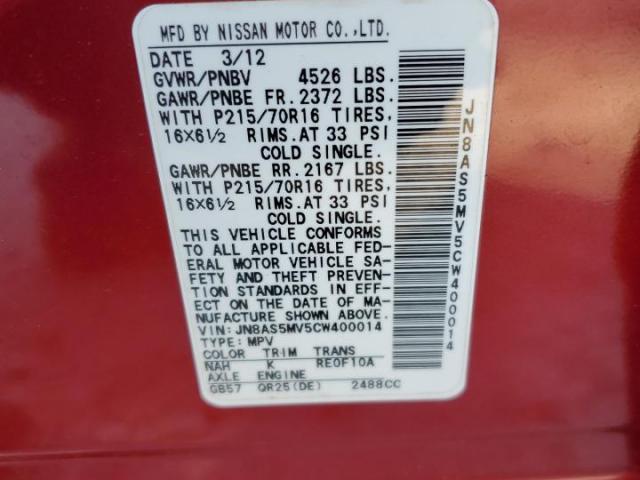 MFD BY NISSAN MOTOR CO.,LTD.
DATE 3/12
GVWR/PNBV 4526 LBS.
GAWR/PNBE FR. 2372 LBS.
WITH P215/70R16 TIRES,
16X6½ RIMS. AT 33 PSI
COLD SINGLE.
GAWR/PNBE RR. 2167 LBS.
WITH P215/70R16 TIRES,
16X6½ RIMS. AT 33 PSI
COLD SINGLE.
THIS VEHICLE CONFORMS
TO ALL APPLICABLE FED-
ERAL MOTOR VEHICLE SA-
FETY AND THEFT PREVEN-
TION STANDARDS IN EFF-
ECT ON THE DATE OF MA-
NUFACTURE SHOWN ABOVE.
VIN: JN8AS5MV5CW400014
TYPE: MPV
COLOR TRIM TRANS
NAH K RE0F10A
AXLE ENGINE
GB57 QR25(DE) 2488CC
JN8AS5MV5CW400014